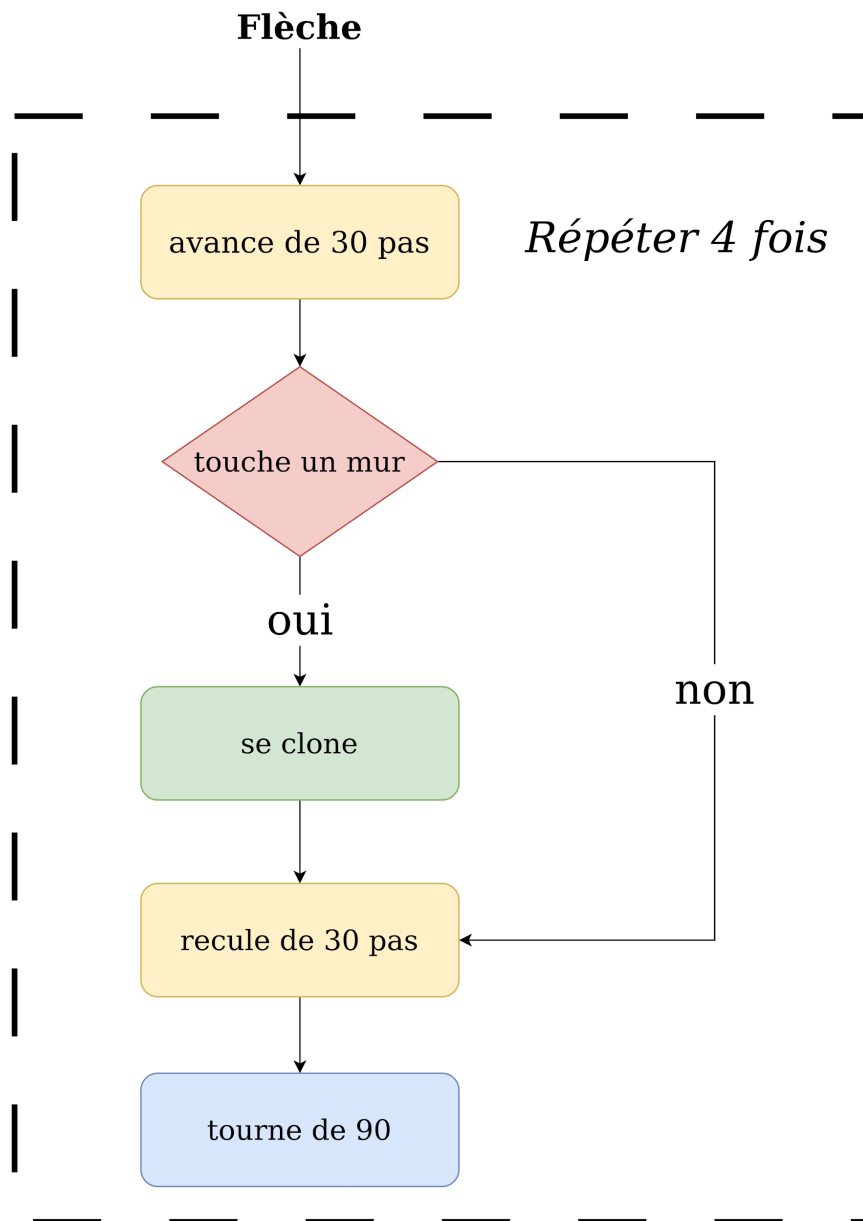 Flèche
avance de 30 pas
Répéter 4 fois
touche un mur
oui
non
se clone
recule de 30 pas
tourne de 90